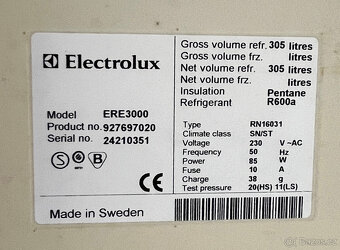 Electrolux
Model ERE3000
Product no. 927697020
Serial no. 24210351
Made in Sweden
Gross volume refr. 305 litres
Gross volume frz. litres
Net volume refr. 305 litres
Net volume frz. litres
Insulation Pentane
Refrigerant R600a
Type RN16031
Climate class SN/ST
Voltage 230 V ~AC
Frequency 50 Hz
Power 85 W
Fuse 10 A
Charge 38 g
Test pressure 20(HS) 11(LS)